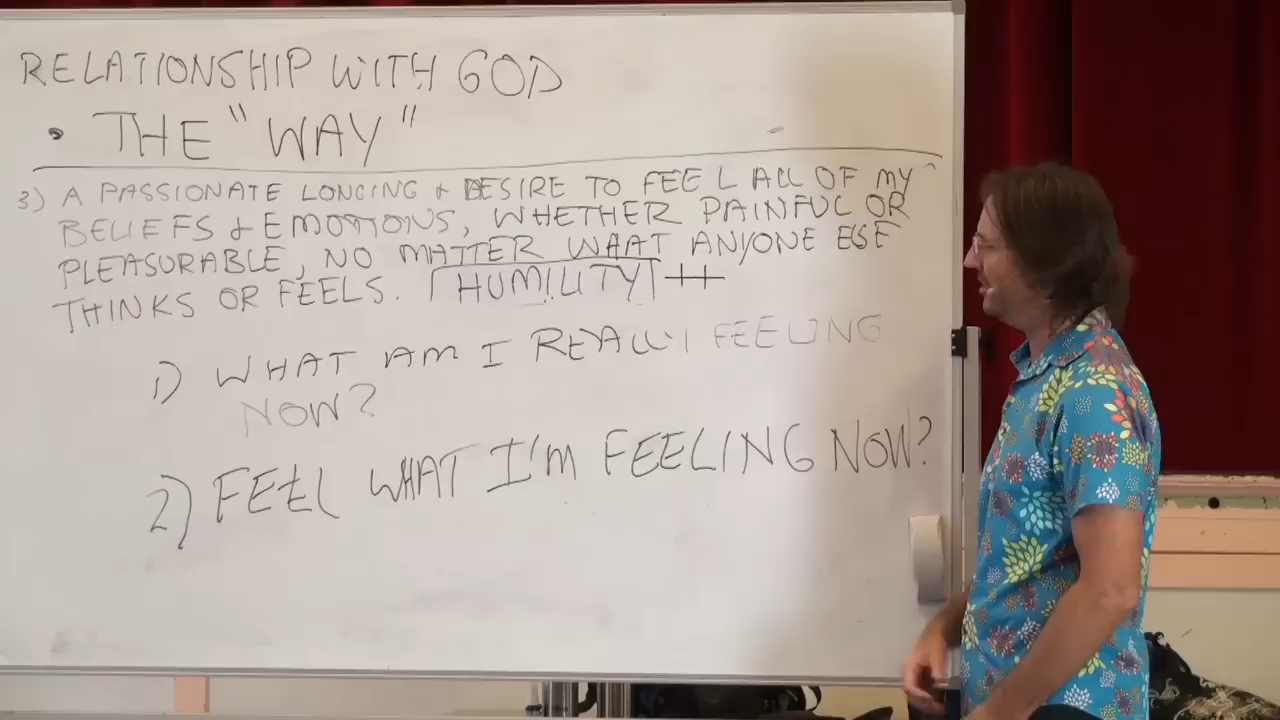 RELATIONSHIP WITH GOD
• THE "WAY"
3) A PASSIONATE LONGING & DESIRE TO FEEL ALL OF MY
BELIEFS & EMOTIONS, WHETHER PAINFUL OR
PLEASURABLE, NO MATTER WHAT ANYONE ELSE
THINKS OR FEELS. HUMILITY ++
1) WHAT AM I REALLY FEELING
NOW?
2) FEEL WHAT I'M FEELING NOW?